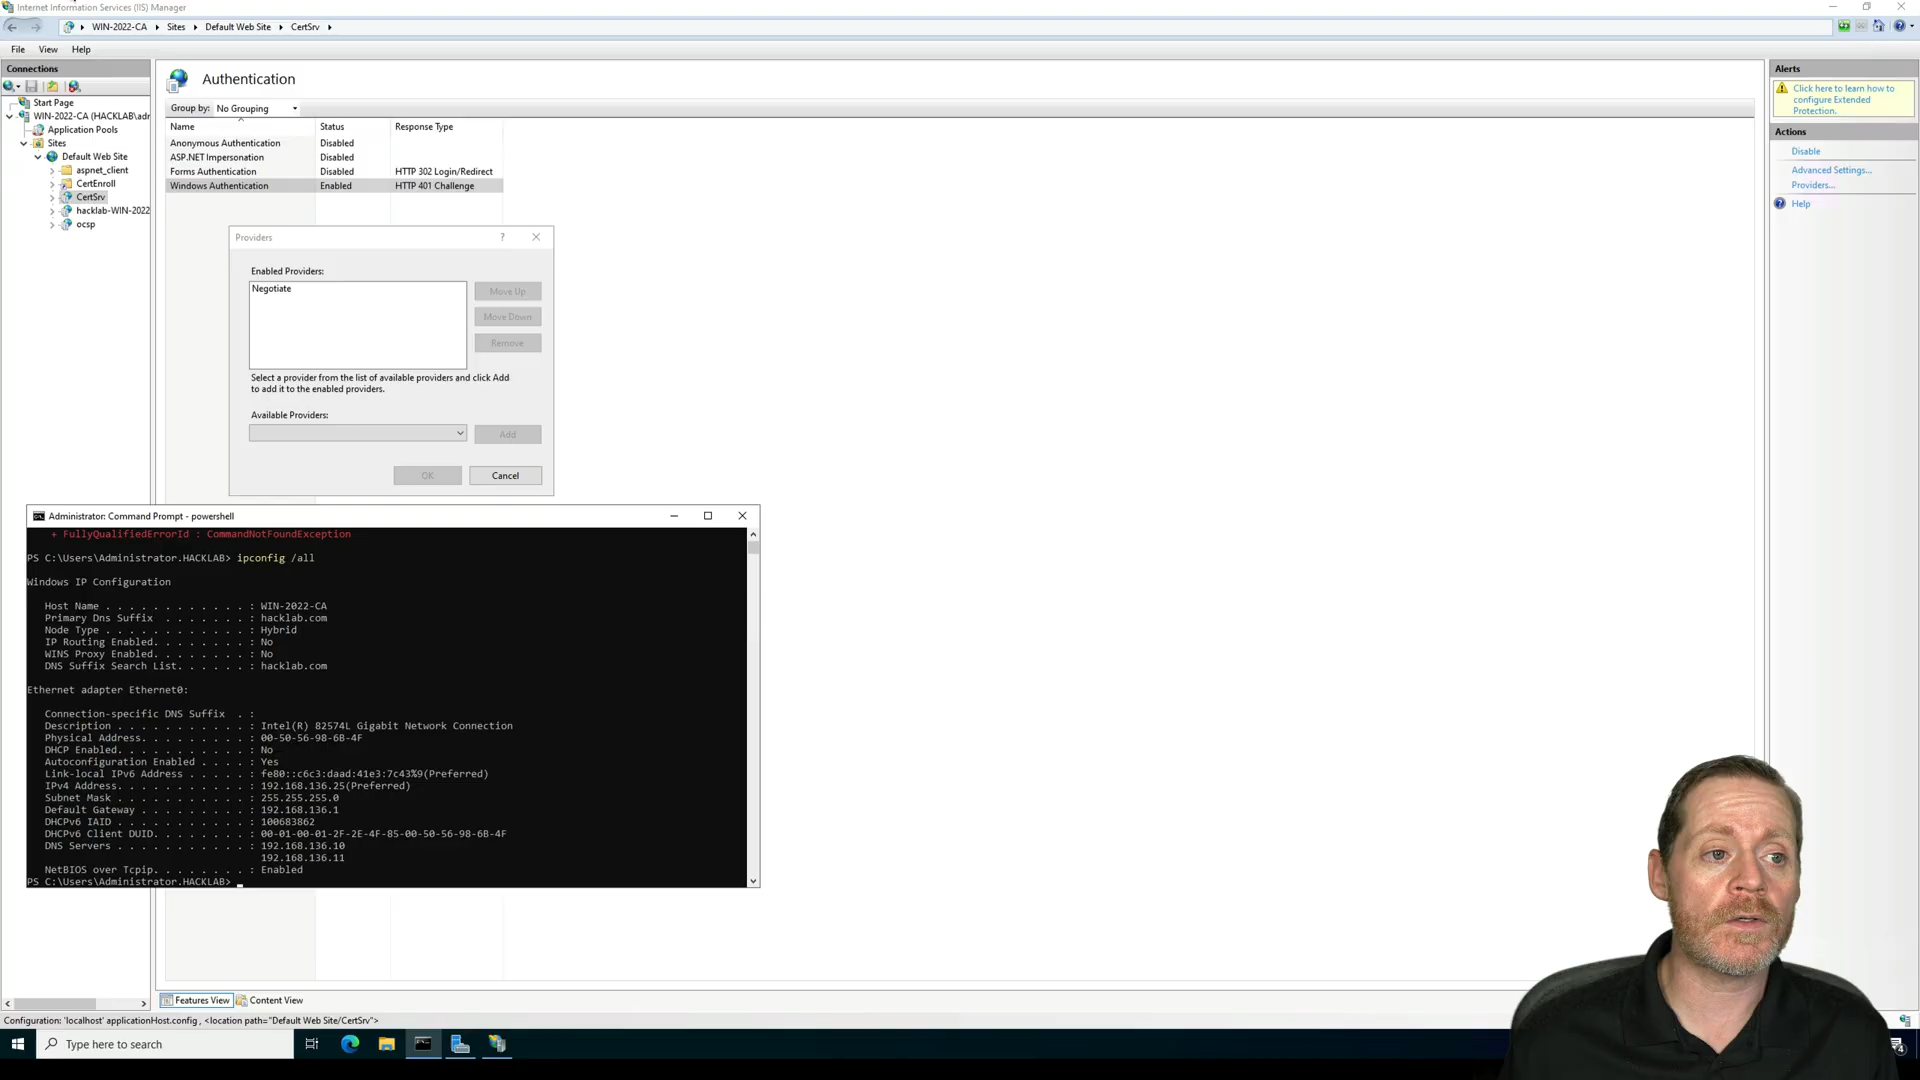 Internet Information Services (IIS) Manager
WIN-2022-CA
Sites
Default Web Site
CertSrv
File View Help
Connections
Start Page
WIN-2022-CA (HACKLAB\adr
Application Pools
Sites
Default Web Site
aspnet_client
CertEnroll
CertSrv
hacklab-WIN-2022
ocsp
Authentication
Group by: No Grouping
Name Status Response Type
Anonymous Authentication Disabled
ASP.NET Impersonation Disabled
Forms Authentication Disabled HTTP 302 Login/Redirect
Windows Authentication Enabled HTTP 401 Challenge
Providers ?
Enabled Providers:
Negotiate
Move Up
Move Down
Remove
Select a provider from the list of available providers and click Add
to add it to the enabled providers.
Available Providers:
Add
OK Cancel
Administrator: Command Prompt - powershell
+ FullyQualifiedErrorId : CommandNotFoundException
PS C:\Users\Administrator.HACKLAB> ipconfig /all
Windows IP Configuration
Host Name . . . . . . . . . . . . : WIN-2022-CA
Primary Dns Suffix . . . . . . . : hacklab.com
Node Type . . . . . . . . . . . . : Hybrid
IP Routing Enabled. . . . . . . . : No
WINS Proxy Enabled. . . . . . . . : No
DNS Suffix Search List. . . . . . : hacklab.com
Ethernet adapter Ethernet0:
Connection-specific DNS Suffix . :
Description . . . . . . . . . . . : Intel(R) 82574L Gigabit Network Connection
Physical Address. . . . . . . . . : 00-50-56-98-6B-4F
DHCP Enabled. . . . . . . . . . . : No
Autoconfiguration Enabled . . . . : Yes
Link-local IPv6 Address . . . . . : fe80::c6c3:daad:41e3:7c43%9(Preferred)
IPv4 Address. . . . . . . . . . . : 192.168.136.25(Preferred)
Subnet Mask . . . . . . . . . . . : 255.255.255.0
Default Gateway . . . . . . . . . : 192.168.136.1
DHCPv6 IAID . . . . . . . . . . . : 100683862
DHCPv6 Client DUID. . . . . . . . : 00-01-00-01-2F-2E-4F-85-00-50-56-98-6B-4F
DNS Servers . . . . . . . . . . . : 192.168.136.10
192.168.136.11
NetBIOS over Tcpip. . . . . . . . : Enabled
PS C:\Users\Administrator.HACKLAB> _
Alerts
Click here to learn how to
configure Extended
Protection.
Actions
Disable
Advanced Settings...
Providers...
Help
Features View Content View
Configuration: 'localhost' applicationHost.config , <location path="Default Web Site/CertSrv">
Type here to search
4